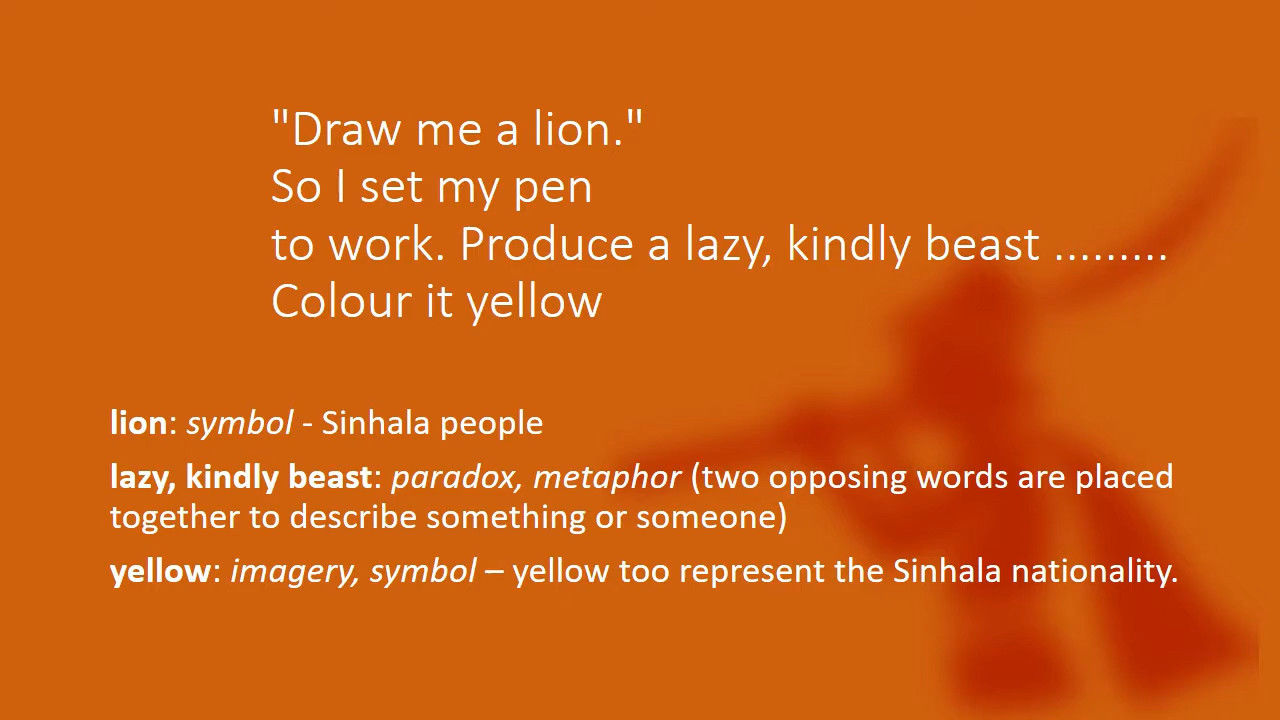 "Draw me a lion."
So I set my pen
to work. Produce a lazy, kindly beast .........
Colour it yellow
lion: symbol - Sinhala people
lazy, kindly beast: paradox, metaphor (two opposing words are placed
together to describe something or someone)
yellow: imagery, symbol – yellow too represent the Sinhala nationality.